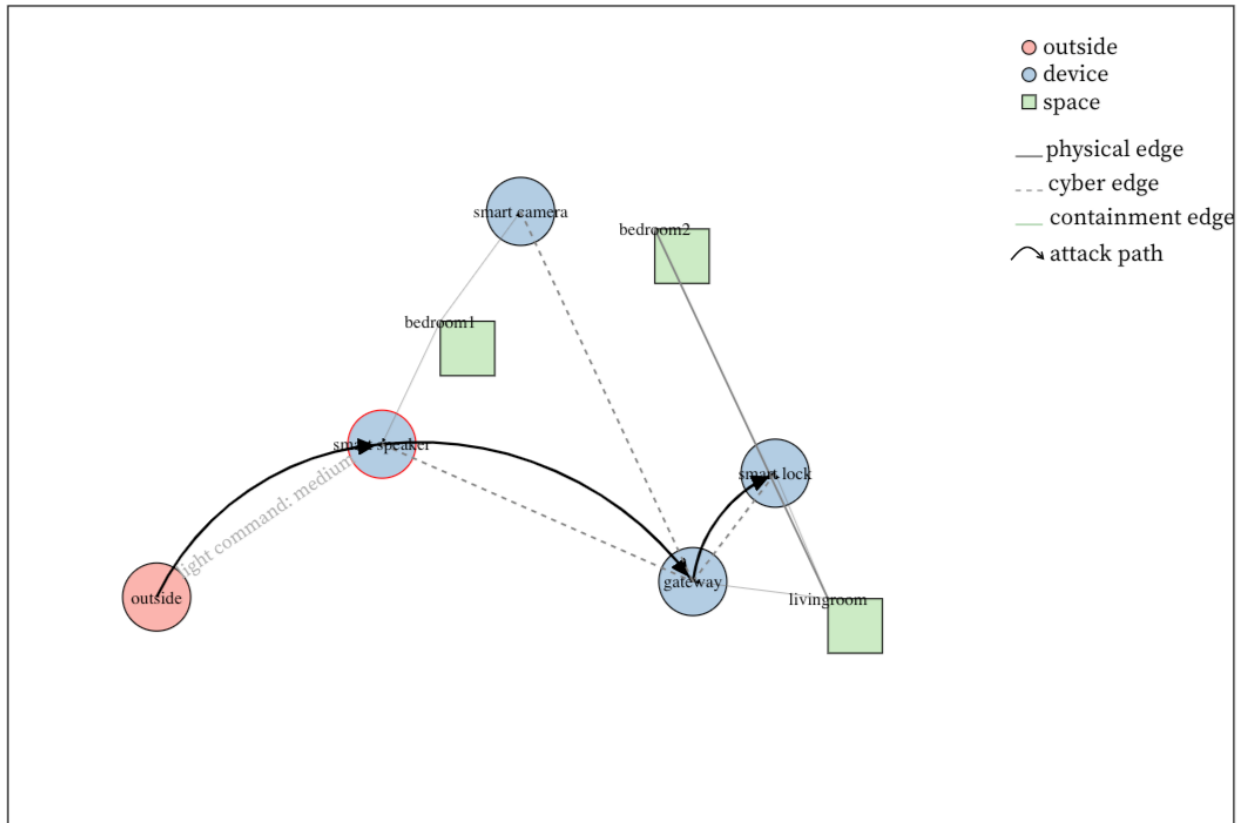 outside
device
space
physical edge
cyber edge
containment edge
attack path
smart camera
bedroom2
bedroom1
smart speaker
smart lock
light command: medium
gateway
outside
livingroom